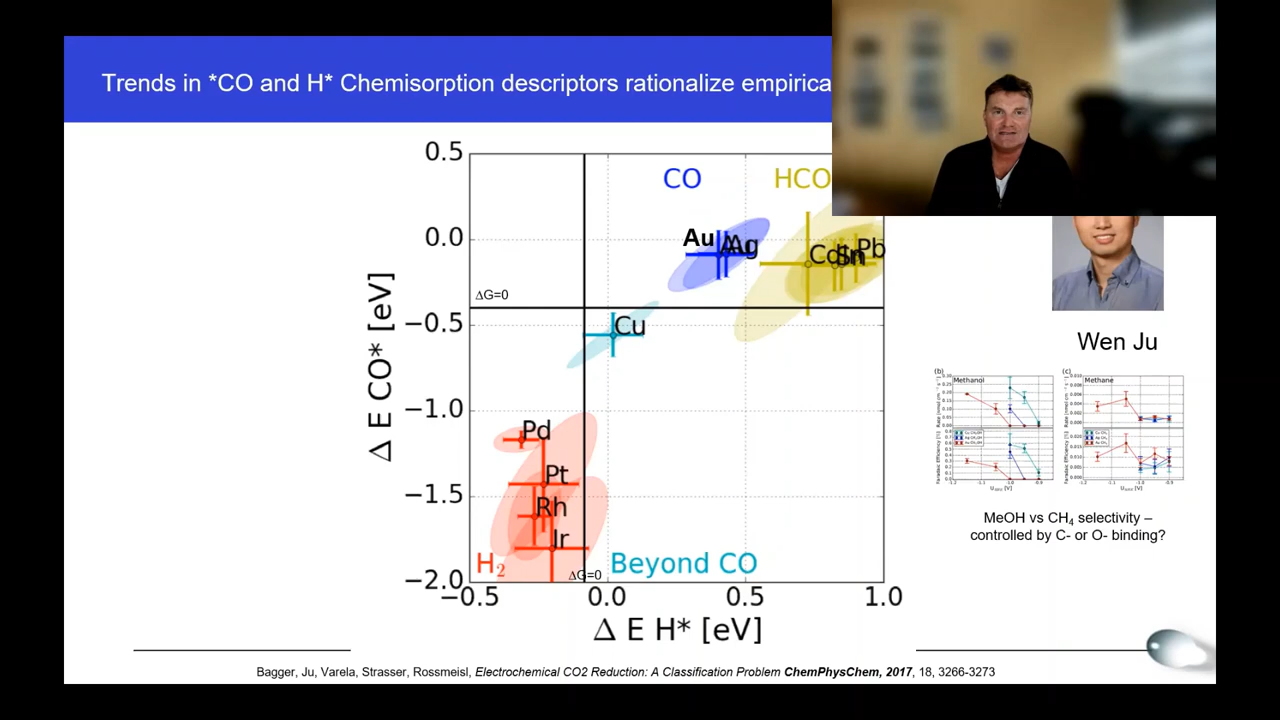 Trends in *CO and H* Chemisorption descriptors rationalize empirica
0.5
0.0
−0.5
−1.0
−1.5
−2.0
Δ E CO* [eV]
CO
HCO
Au
Ag
Pb
ΔG=0
Cu
Pd
Pt
Rh
Ir
H2
ΔG=0
Beyond CO
−0.5
0.0
0.5
1.0
Δ E H* [eV]
Wen Ju
(b)
Methanol
(c)
Methane
MeOH vs CH4 selectivity –
controlled by C- or O- binding?
Bagger, Ju, Varela, Strasser, Rossmeisl, Electrochemical CO2 Reduction: A Classification Problem ChemPhysChem, 2017, 18, 3266-3273